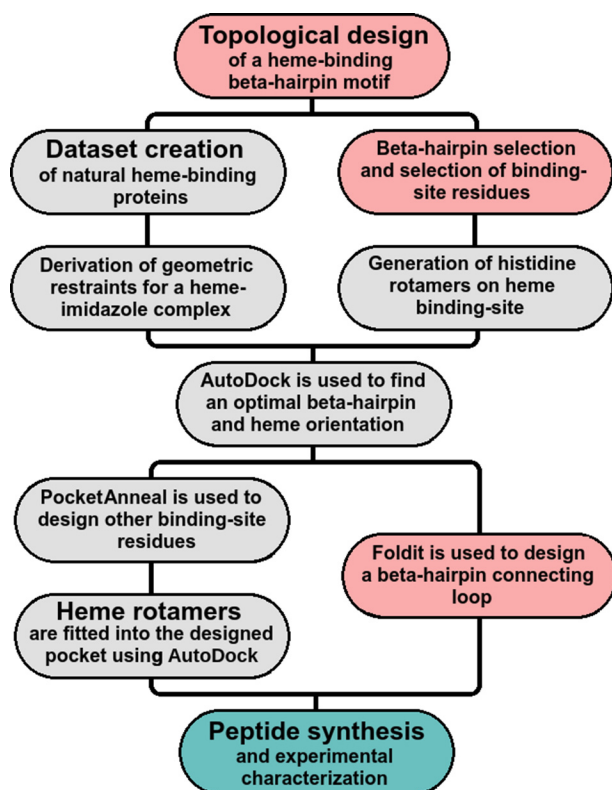 Topological design
of a heme-binding
beta-hairpin motif
Dataset creation
of natural heme-binding
proteins
Beta-hairpin selection
and selection of binding-
site residues
Derivation of geometric
restraints for a heme-
imidazole complex
Generation of histidine
rotamers on heme
binding-site
AutoDock is used to find
an optimal beta-hairpin
and heme orientation
PocketAnneal is used to
design other binding-site
residues
Foldit is used to design
a beta-hairpin connecting
loop
Heme rotamers
are fitted into the designed
pocket using AutoDock
Peptide synthesis
and experimental
characterization